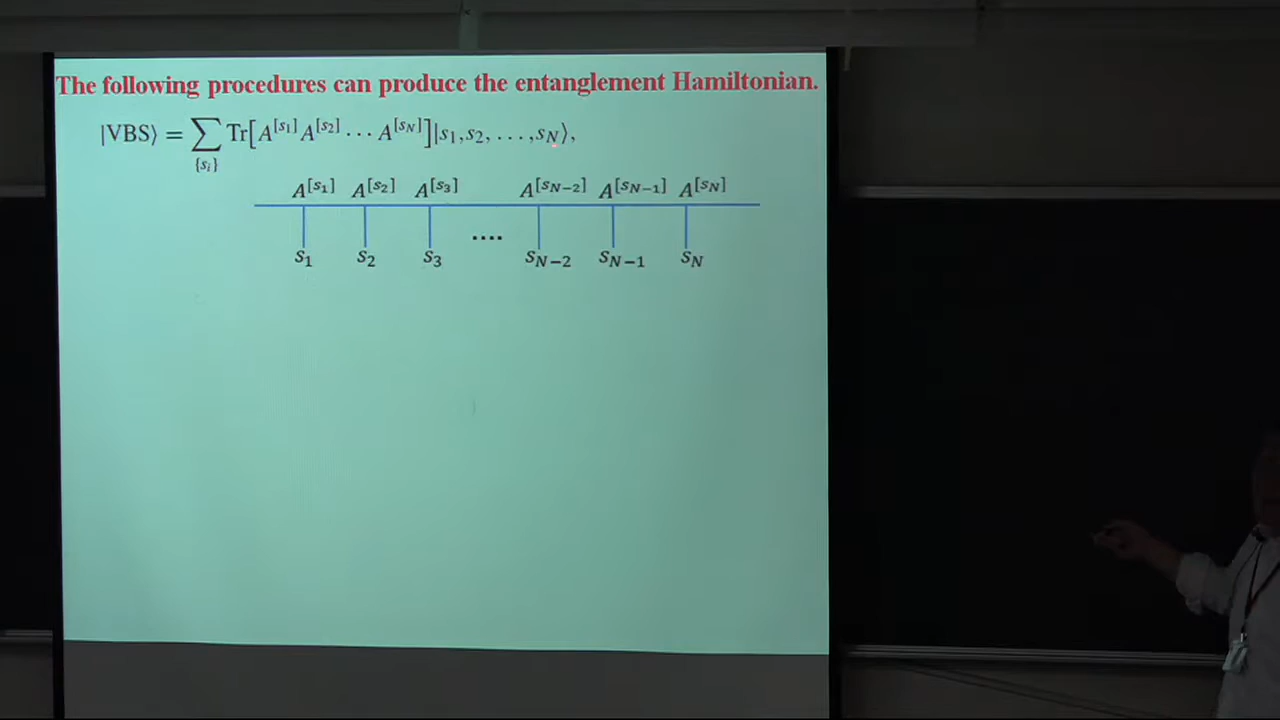 The following procedures can produce the entanglement Hamiltonian.
|VBS⟩ = ∑_{{s_i}} Tr[A^{[s_1]} A^{[s_2]} · · · A^{[s_N]}]|s_1, s_2, . . . , s_N⟩,
A^{[s_1]} A^{[s_2]} A^{[s_3]} A^{[s_{N−2}]} A^{[s_{N−1}]} A^{[s_N]}
....
s_1 s_2 s_3 s_{N−2} s_{N−1} s_N